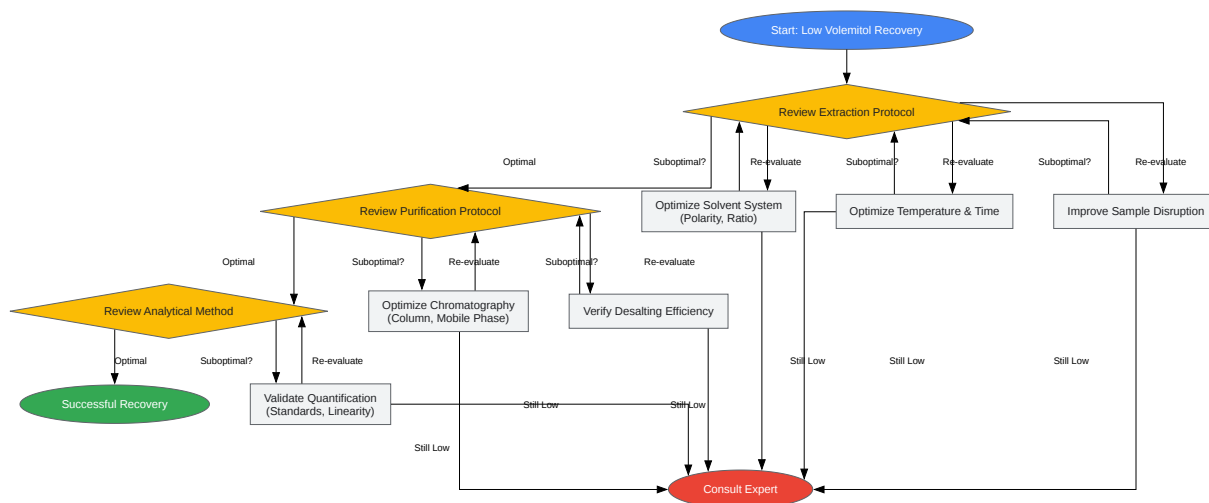 Start: Low Volemitol Recovery
Review Extraction Protocol
Optimal
Suboptimal?
Re-evaluate
Suboptimal?
Re-evaluate
Suboptimal?
Re-evaluate
Review Purification Protocol
Optimize Solvent System
(Polarity, Ratio)
Optimize Temperature & Time
Improve Sample Disruption
Optimal
Suboptimal?
Re-evaluate
Suboptimal?
Re-evaluate
Review Analytical Method
Optimize Chromatography
(Column, Mobile Phase)
Verify Desalting Efficiency
Optimal
Suboptimal?
Re-evaluate
Still Low
Still Low
Still Low
Successful Recovery
Validate Quantification
(Standards, Linearity)
Still Low
Still Low
Still Low
Consult Expert